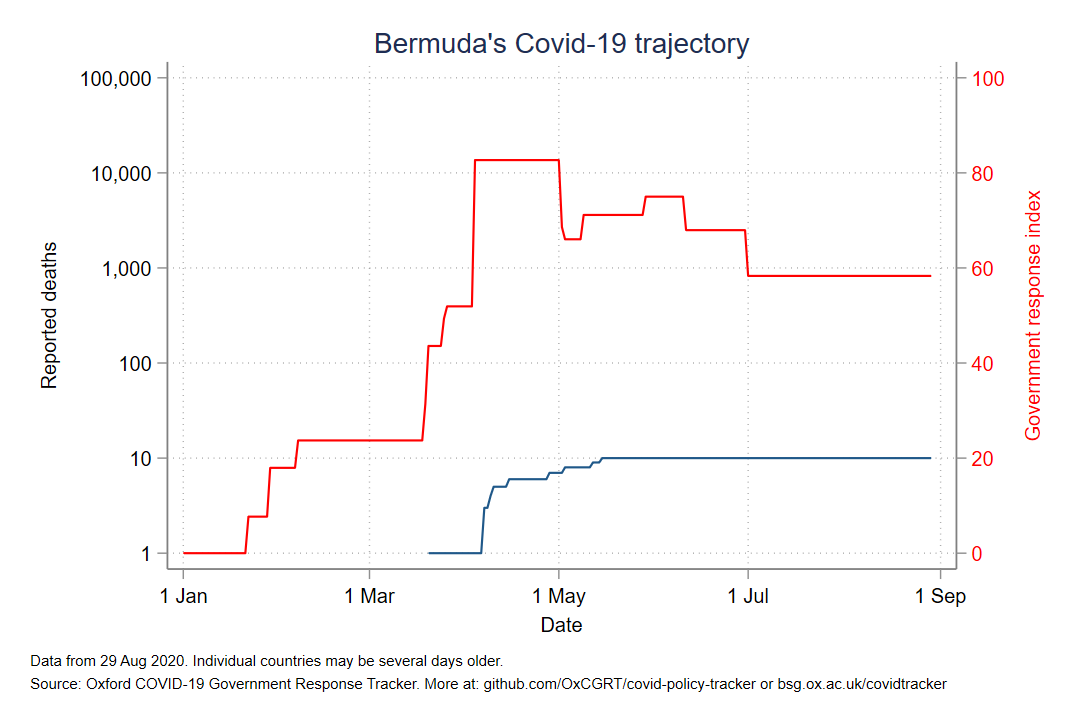 Bermuda's Covid-19 trajectory
100,000
10,000
1,000
100
10
1
Reported deaths
100
80
60
40
20
0
Government response index
1 Jan
1 Mar
1 May
1 Jul
1 Sep
Date
Data from 29 Aug 2020. Individual countries may be several days older.
Source: Oxford COVID-19 Government Response Tracker. More at: github.com/OxCGRT/covid-policy-tracker or bsg.ox.ac.uk/covidtracker